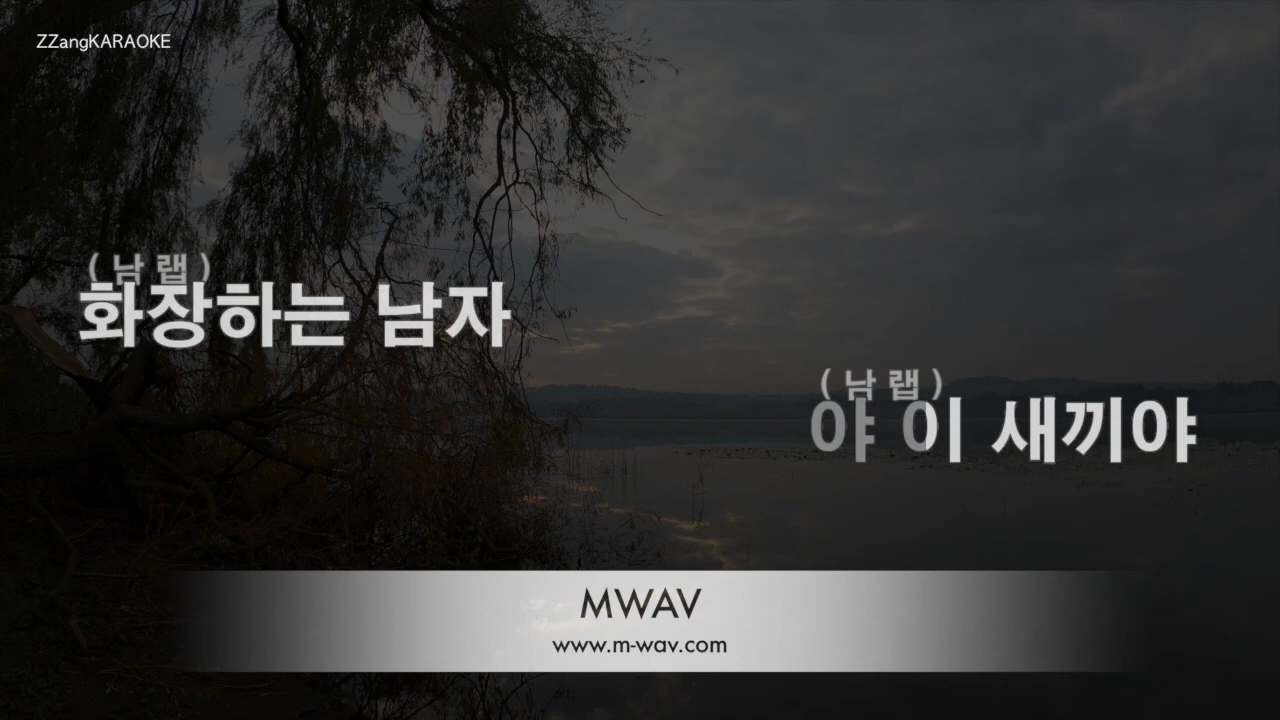 ZZangKARAOKE
( 남 랩 )
화장하는 남자
( 남 랩 )
야 이 새끼야
MWAV
www.m-wav.com